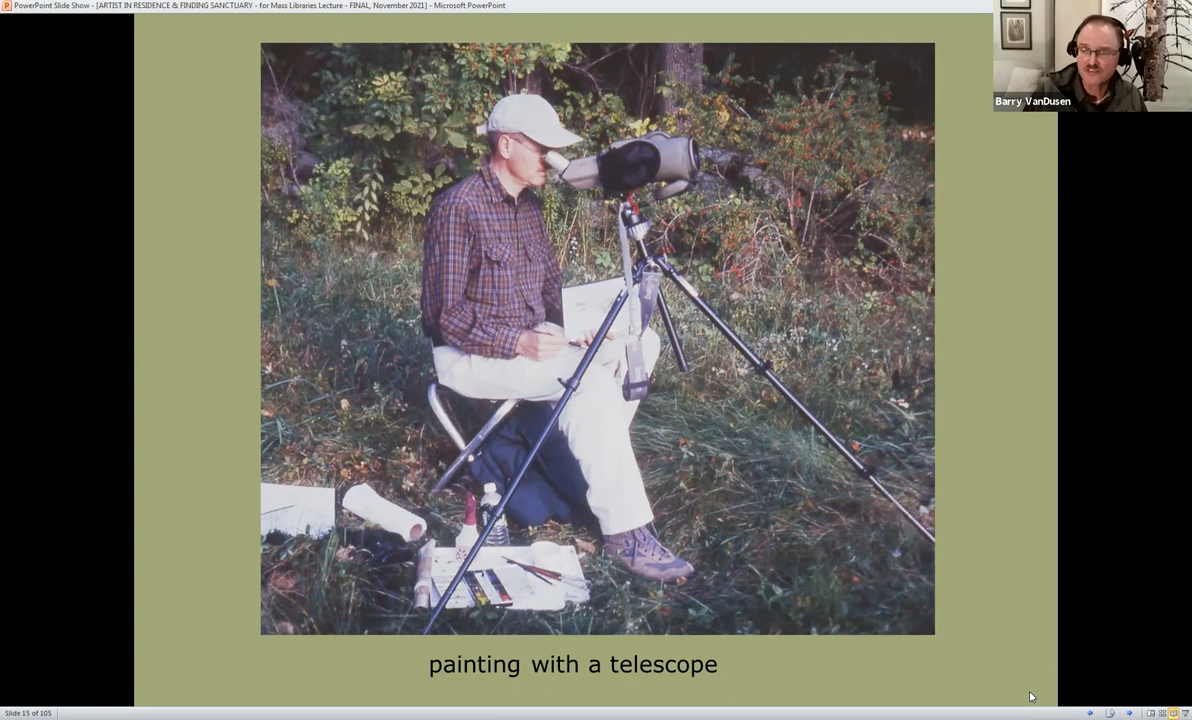 PowerPoint Slide Show - [ARTIST IN RESIDENCE & FINDING SANCTUARY - for Mass Libraries Lecture - FINAL, November 2021] - Microsoft PowerPoint
Barry VanDusen
painting with a telescope
Slide 15 of 105